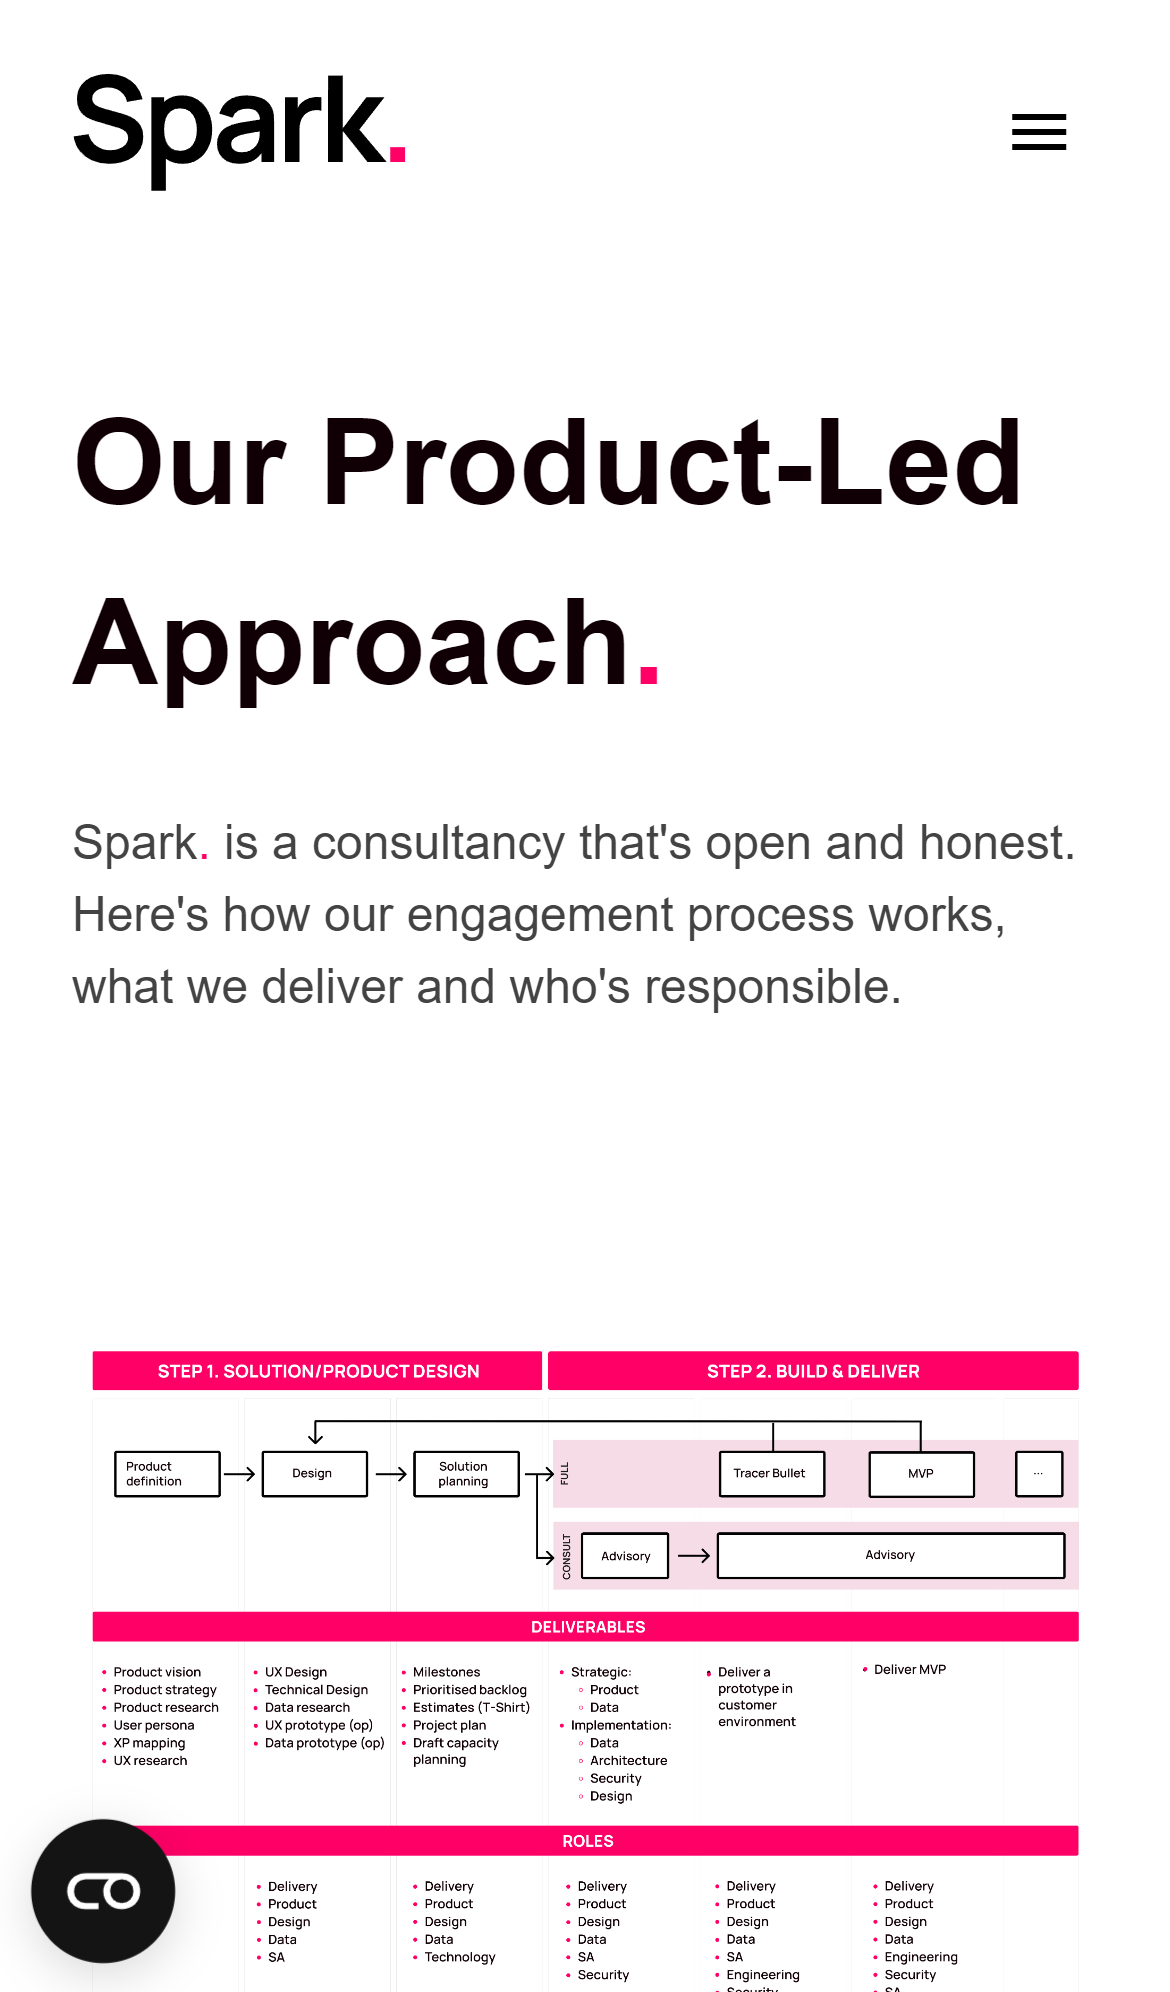 Spark.
Our Product-Led
Approach.
Spark. is a consultancy that's open and honest.
Here's how our engagement process works,
what we deliver and who's responsible.
STEP 1. SOLUTION/PRODUCT DESIGN
STEP 2. BUILD & DELIVER
Product
definition
Design
Solution
planning
FULL
Tracer Bullet
MVP
...
CONSULT
Advisory
Advisory
DELIVERABLES
Product vision
Product strategy
Product research
User persona
XP mapping
UX research
UX Design
Technical Design
Data research
UX prototype (op)
Data prototype (op)
Milestones
Prioritised backlog
Estimates (T-Shirt)
Project plan
Draft capacity
planning
Strategic:
Product
Data
Implementation:
Data
Architecture
Security
Design
Deliver a
prototype in
customer
environment
Deliver MVP
ROLES
Delivery
Product
Design
Data
SA
Delivery
Product
Design
Data
Technology
Delivery
Product
Design
Data
SA
Security
Delivery
Product
Design
Data
SA
Engineering
Security
Delivery
Product
Design
Data
Engineering
Security
SA